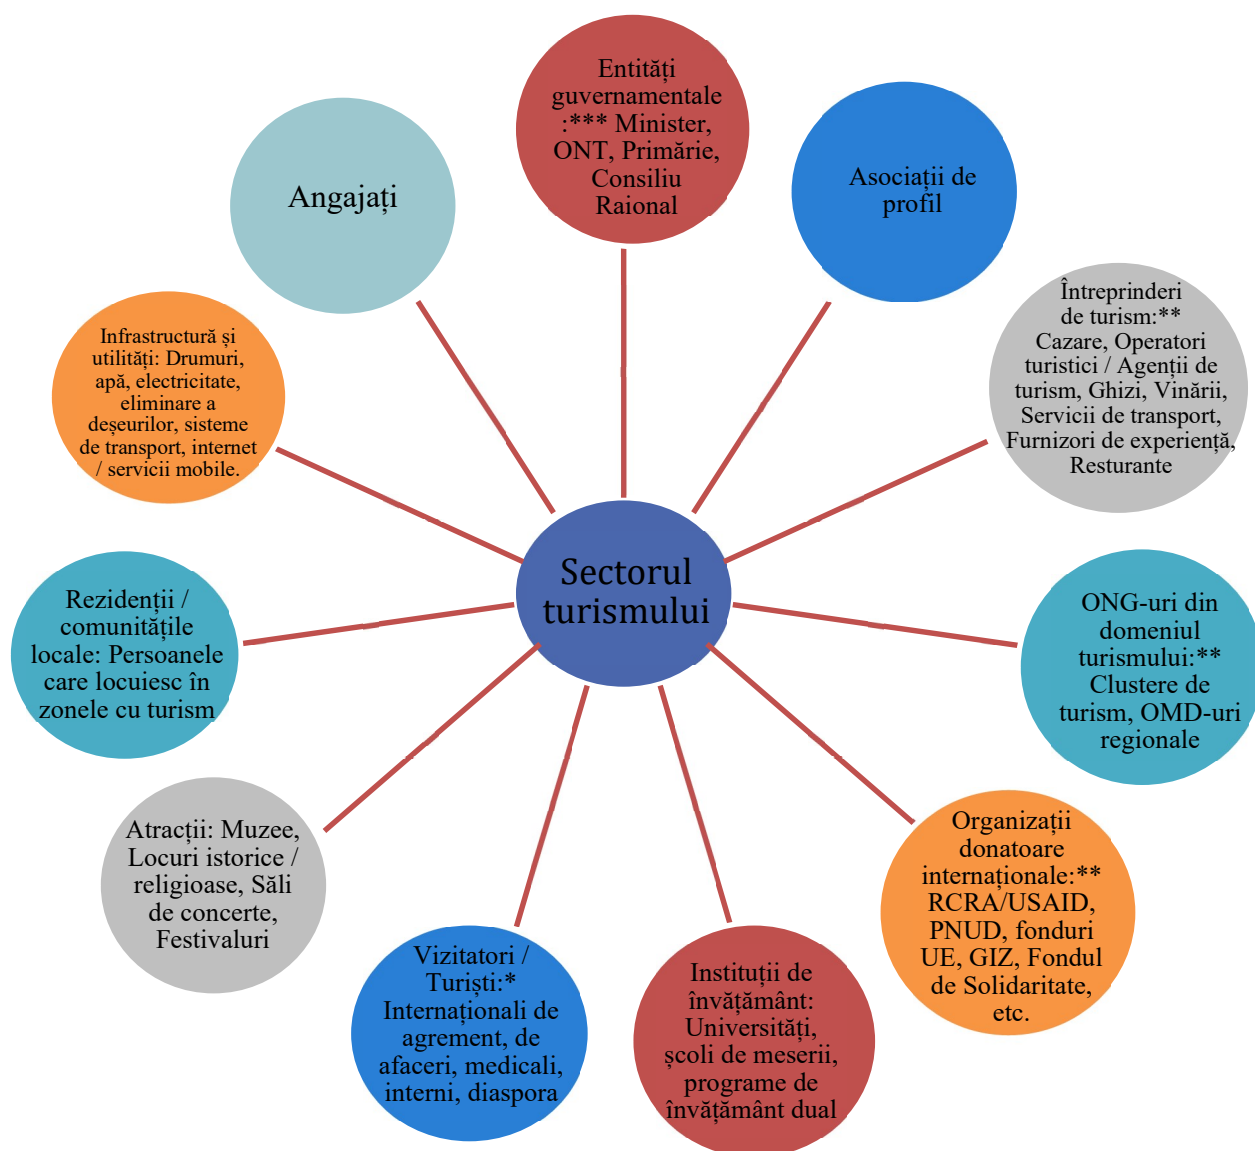 Entități
guvernamentale
:*** Minister,
ONT, Primărie,
Consiliu
Raional
Asociații de
profil
Întreprinderi
de turism:**
Cazare, Operatori
turistici / Agenții de
turism, Ghizi, Vinării,
Servicii de transport,
Furnizori de experiență,
Resturante
ONG-uri din
domeniul
turismului:**
Clustere de
turism, OMD-uri
regionale
Organizații
donatoare
internaționale:**
RCRA/USAID,
PNUD, fonduri
UE, GIZ, Fondul
de Solidaritate,
etc.
Instituții de
învățământ:
Universități,
școli de meserii,
programe de
învățământ dual
Vizitatori /
Turiști:*
Internaționali de
agrement, de
afaceri, medicali,
interni, diaspora
Atracții: Muzee,
Locuri istorice /
religioase, Săli
de concerte,
Festivaluri
Rezidenții /
comunitățile
locale: Persoanele
care locuiesc în
zonele cu turism
Infrastructură și
utilități: Drumuri,
apă, electricitate,
eliminare a
deșeurilor, sisteme
de transport, internet
/ servicii mobile.
Angajați
Sectorul
turismului